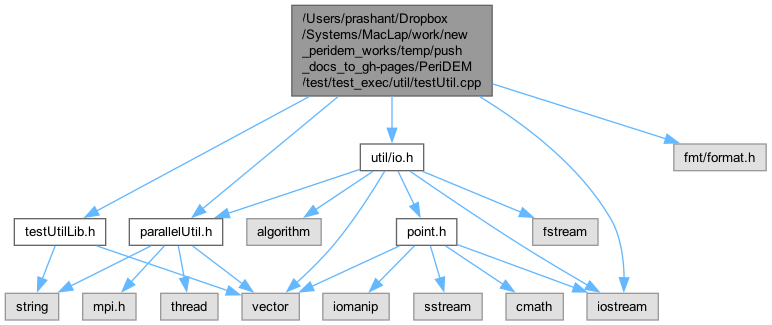 /Users/prashant/Dropbox
/Systems/MacLap/work/new
_peridem_works/temp/push
_docs_to_gh-pages/PeriDEM
/test/test_exec/util/testUtil.cpp
util/io.h
fmt/format.h
testUtilLib.h
parallelUtil.h
algorithm
point.h
fstream
string
mpi.h
thread
vector
iomanip
sstream
cmath
iostream